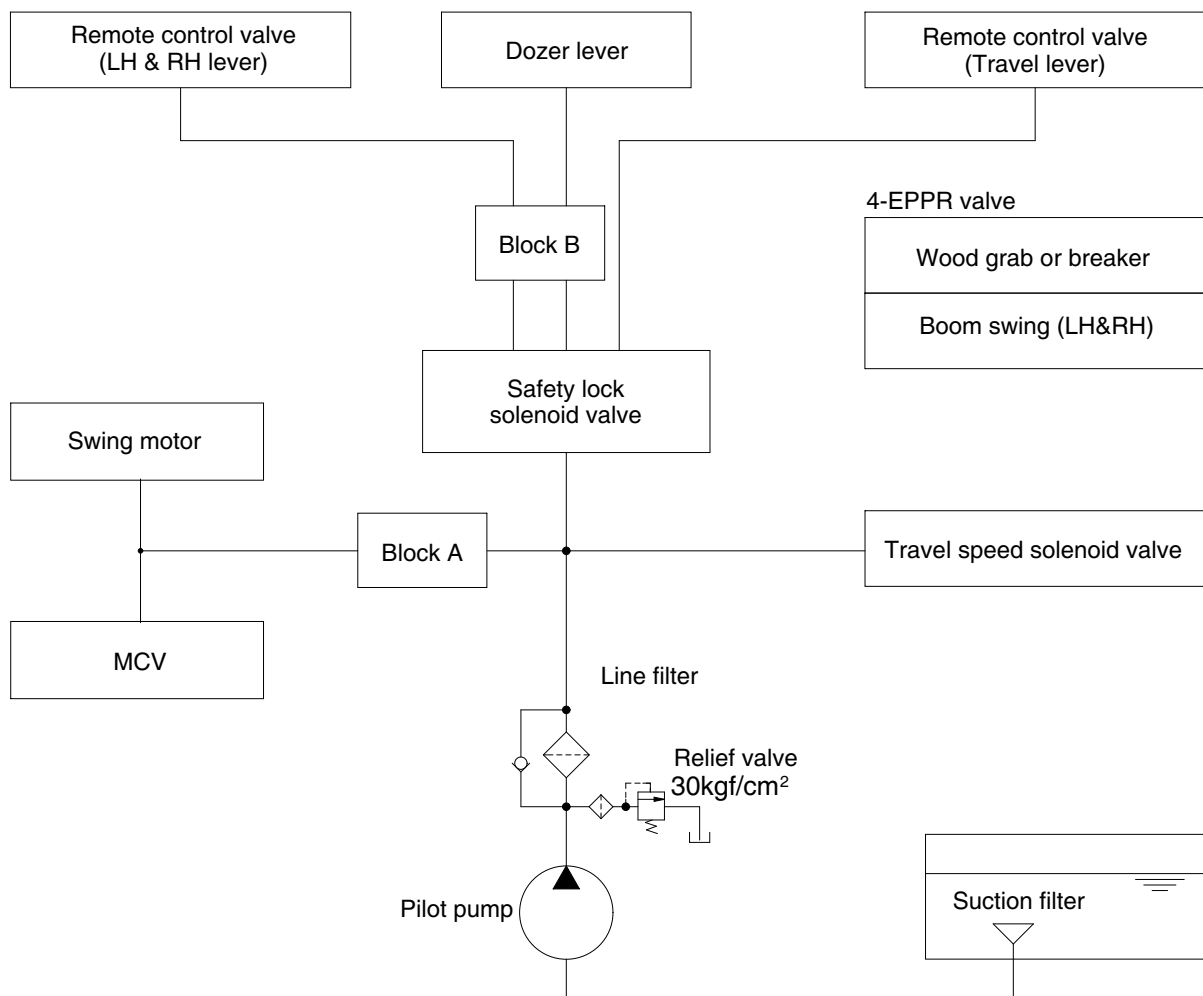 Remote control valve
(LH & RH lever)
Dozer lever
Remote control valve
(Travel lever)
4-EPPR valve
Block B
Wood grab or breaker
Boom swing (LH&RH)
Safety lock
solenoid valve
Swing motor
Block A
Travel speed solenoid valve
MCV
Line filter
Relief valve
30kgf/cm²
Pilot pump
Suction filter